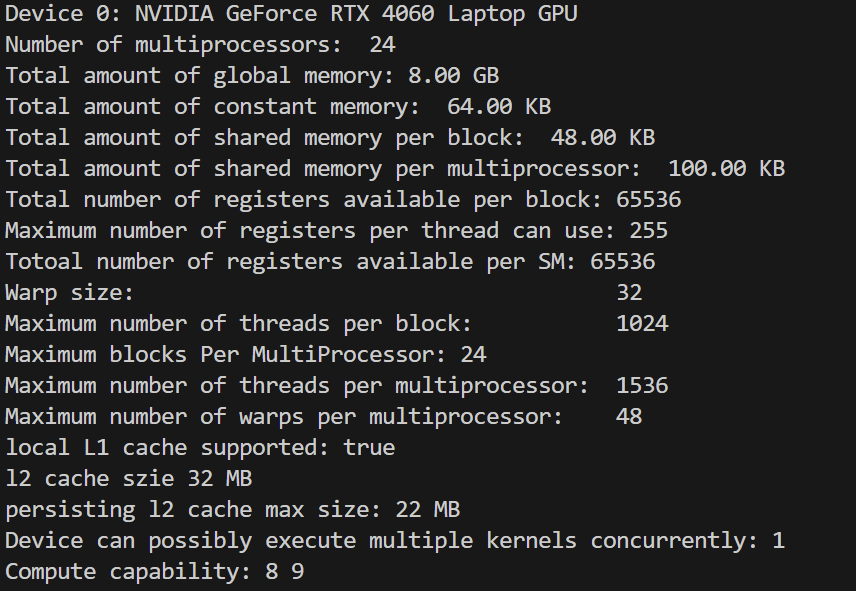 Device 0: NVIDIA GeForce RTX 4060 Laptop GPU
Number of multiprocessors:  24
Total amount of global memory: 8.00 GB
Total amount of constant memory:  64.00 KB
Total amount of shared memory per block:  48.00 KB
Total amount of shared memory per multiprocessor:  100.00 KB
Total number of registers available per block: 65536
Maximum number of registers per thread can use: 255
Totoal number of registers available per SM: 65536
Warp size:                                     32
Maximum number of threads per block:           1024
Maximum blocks Per MultiProcessor: 24
Maximum number of threads per multiprocessor:  1536
Maximum number of warps per multiprocessor:    48
local L1 cache supported: true
l2 cache szie 32 MB
persisting l2 cache max size: 22 MB
Device can possibly execute multiple kernels concurrently: 1
Compute capability: 8 9